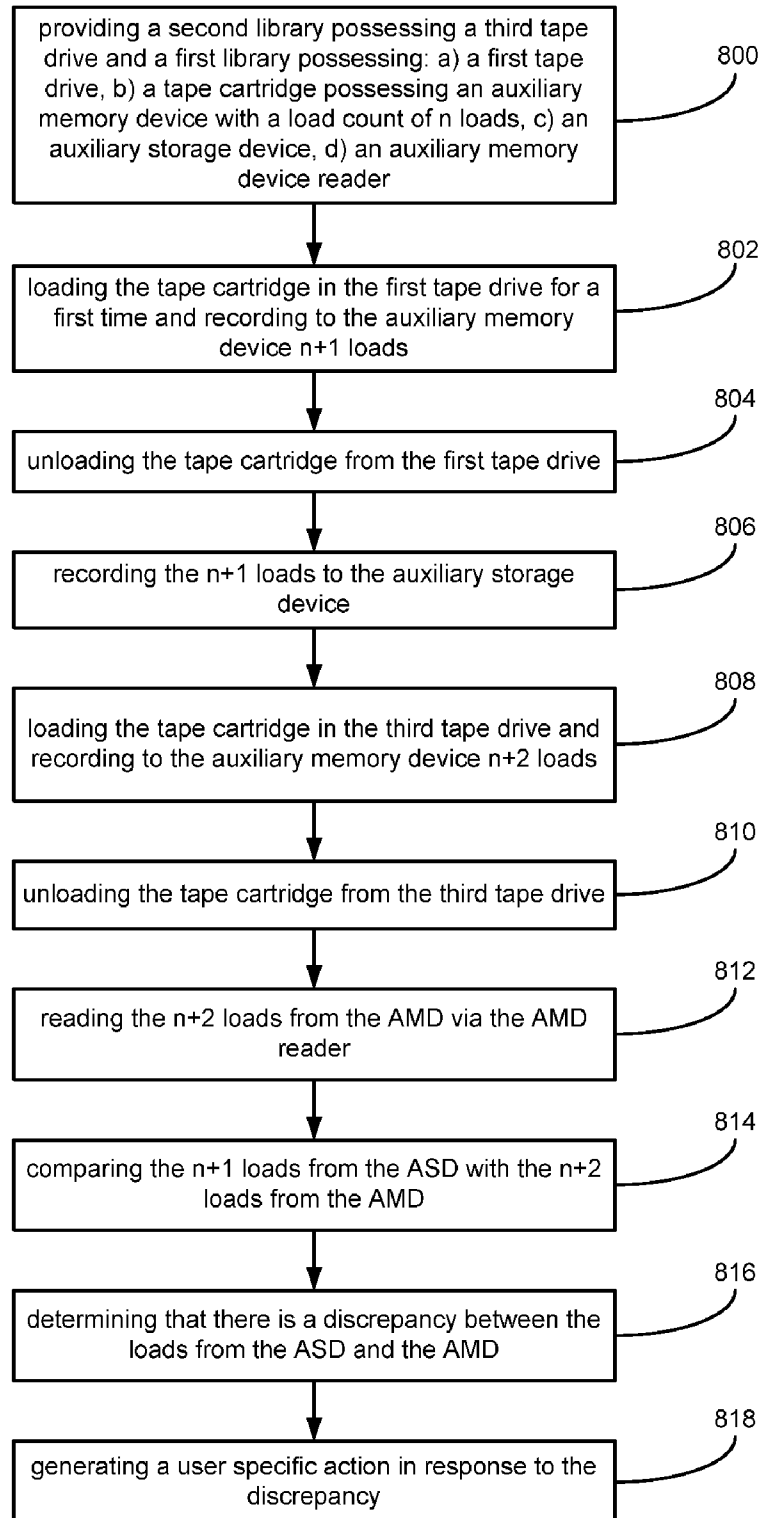 providing a second library possessing a third tape
drive and a first library possessing: a) a first tape
drive, b) a tape cartridge possessing an auxiliary
memory device with a load count of n loads, c) an
auxiliary storage device, d) an auxiliary memory
device reader
800
802
loading the tape cartridge in the first tape drive for a
first time and recording to the auxiliary memory
device n+1 loads
804
unloading the tape cartridge from the first tape drive
806
recording the n+1 loads to the auxiliary storage
device
808
loading the tape cartridge in the third tape drive and
recording to the auxiliary memory device n+2 loads
810
unloading the tape cartridge from the third tape drive
812
reading the n+2 loads from the AMD via the AMD
reader
814
comparing the n+1 loads from the ASD with the n+2
loads from the AMD
816
determining that there is a discrepancy between the
loads from the ASD and the AMD
818
generating a user specific action in response to the
discrepancy